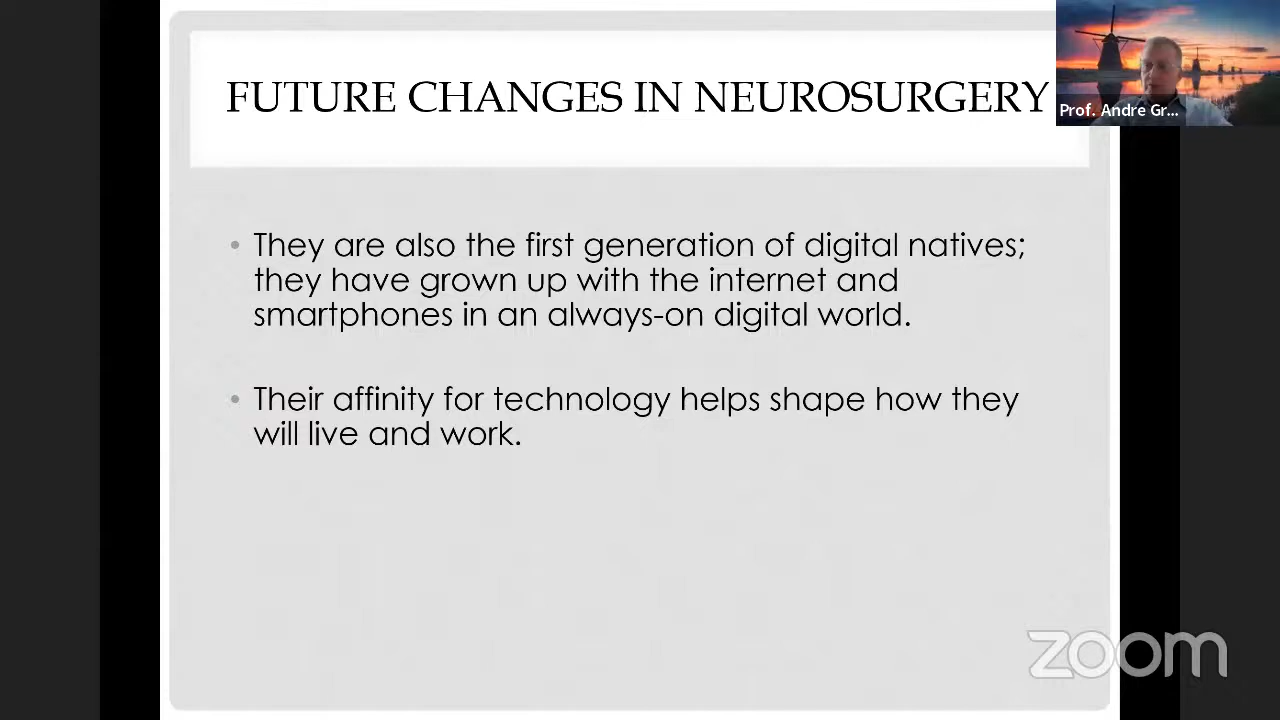 FUTURE CHANGES IN NEUROSURGERY
Prof. Andre Gr...
• They are also the first generation of digital natives;
they have grown up with the internet and
smartphones in an always-on digital world.
• Their affinity for technology helps shape how they
will live and work.
zoom